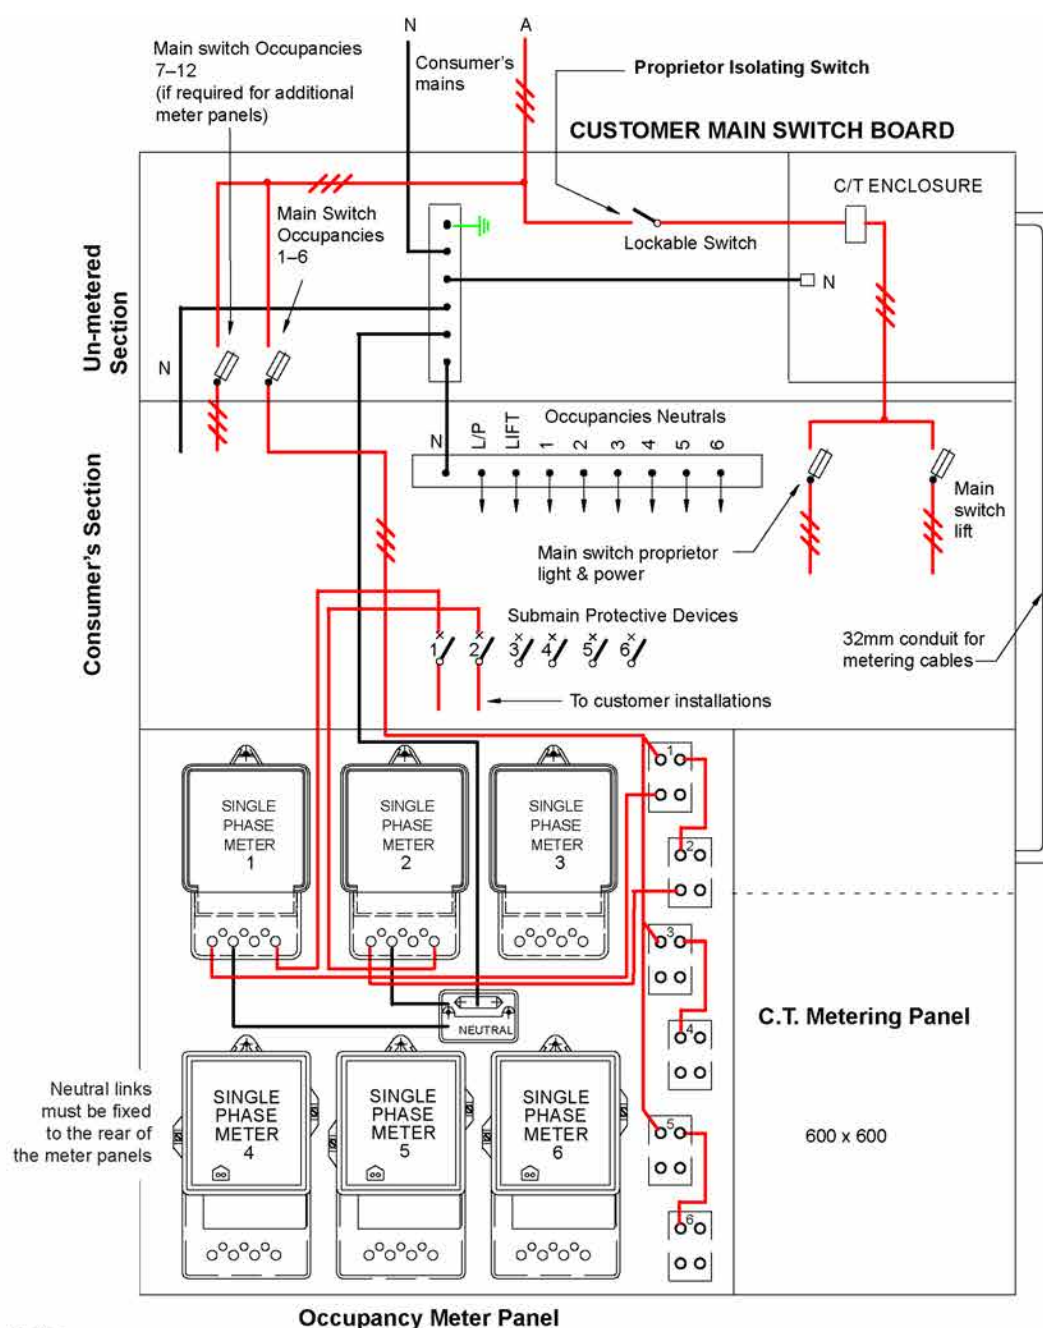 N
A
Main switch Occupancies
7–12
(if required for additional
meter panels)
Consumer's
mains
Proprietor Isolating Switch
CUSTOMER MAIN SWITCH BOARD
C/T ENCLOSURE
Main Switch
Occupancies
1–6
Lockable Switch
N
Un-metered
Section
N
Occupancies Neutrals
N
L/P
LIFT
1
2
3
4
5
6
Main
switch
lift
Main switch proprietor
light & power
Consumer's Section
Submain Protective Devices
1
2
3
4
5
6
32mm conduit for
metering cables
To customer installations
SINGLE
PHASE
METER
1
SINGLE
PHASE
METER
2
SINGLE
PHASE
METER
3
1
2
3
4
5
6
NEUTRAL
C.T. Metering Panel
600 x 600
Neutral links
must be fixed
to the rear of
the meter panels
SINGLE
PHASE
METER
4
SINGLE
PHASE
METER
5
SINGLE
PHASE
METER
6
Occupancy Meter Panel